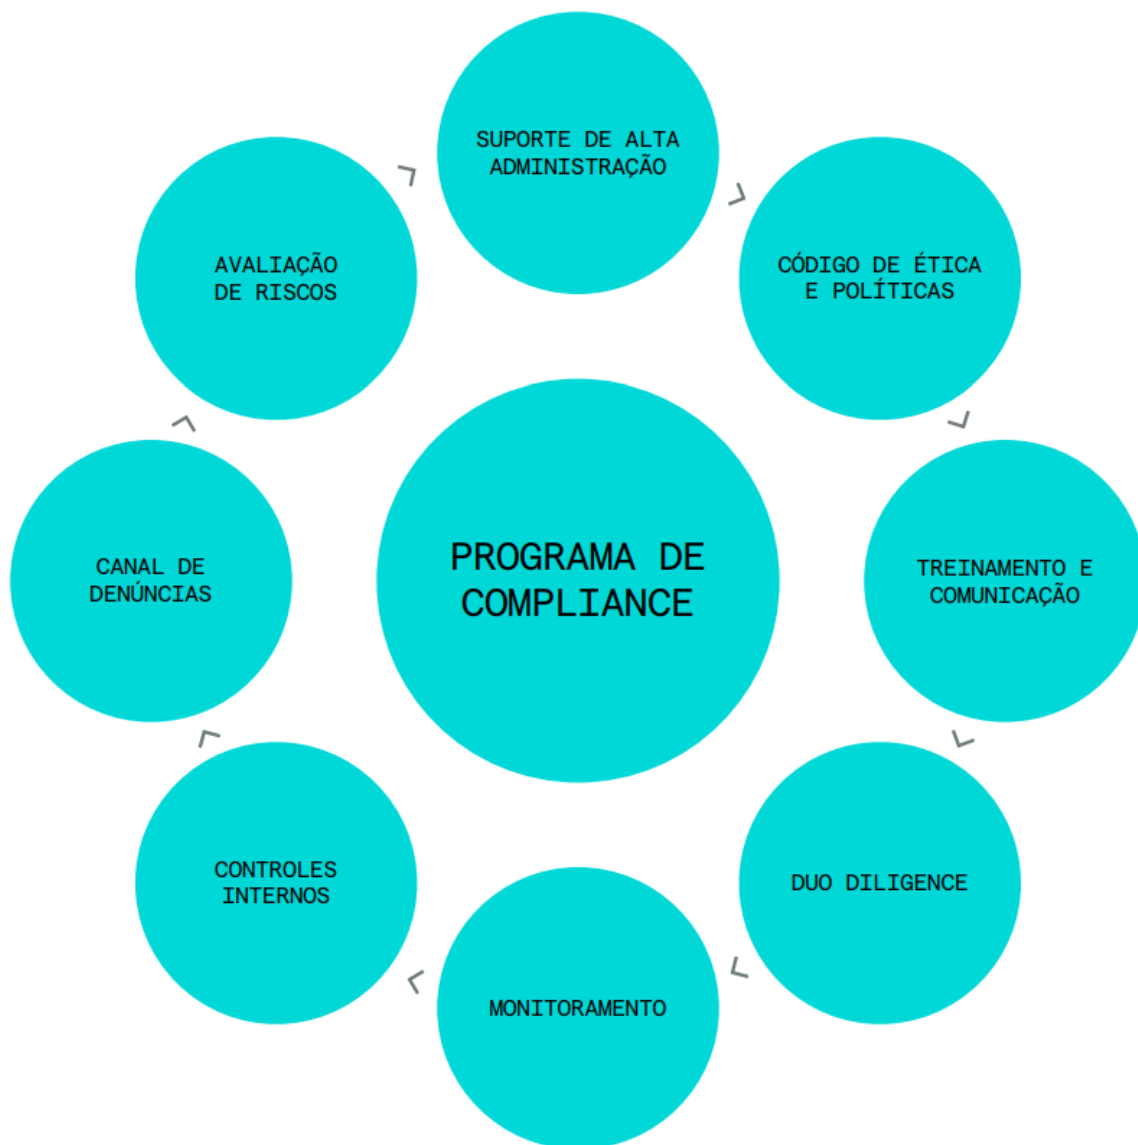 SUPORTE DE ALTA
ADMINISTRAÇÃO
CÓDIGO DE ÉTICA
E POLÍTICAS
TREINAMENTO E
COMUNICAÇÃO
DUO DILIGENCE
MONITORAMENTO
CONTROLES
INTERNOS
CANAL DE
DENÚNCIAS
AVALIAÇÃO
DE RISCOS
PROGRAMA DE
COMPLIANCE